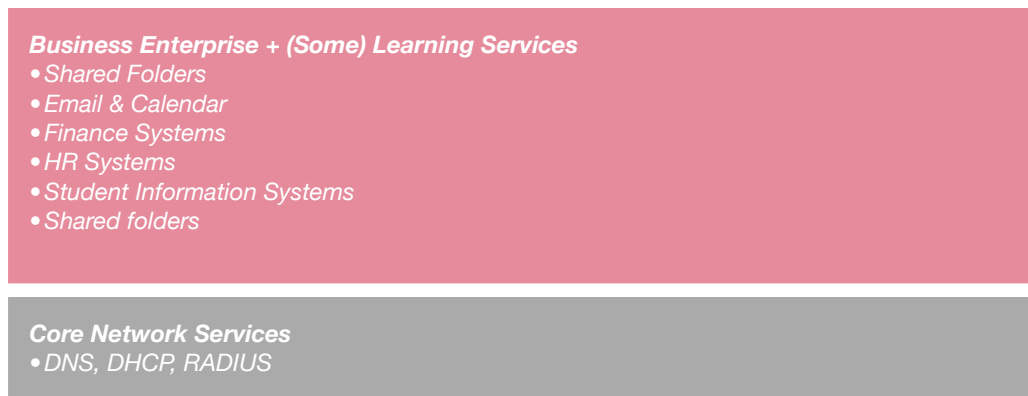 Business Enterprise + (Some) Learning Services
•Shared Folders
•Email & Calendar
•Finance Systems
•HR Systems
•Student Information Systems
•Shared folders
Core Network Services
•DNS, DHCP, RADIUS